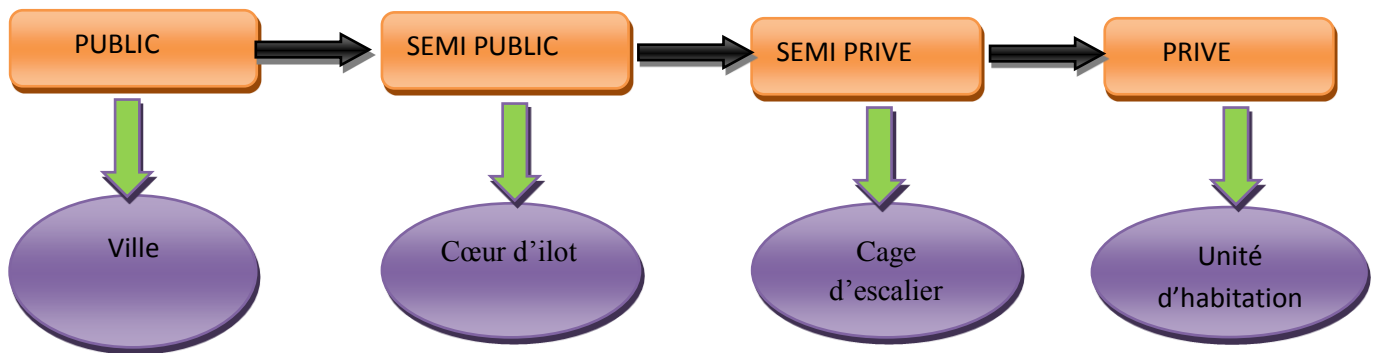 PUBLIC
SEMI PUBLIC
SEMI PRIVE
PRIVE
Ville
Cœur d’ilot
Cage
d’escalier
Unité
d’habitation